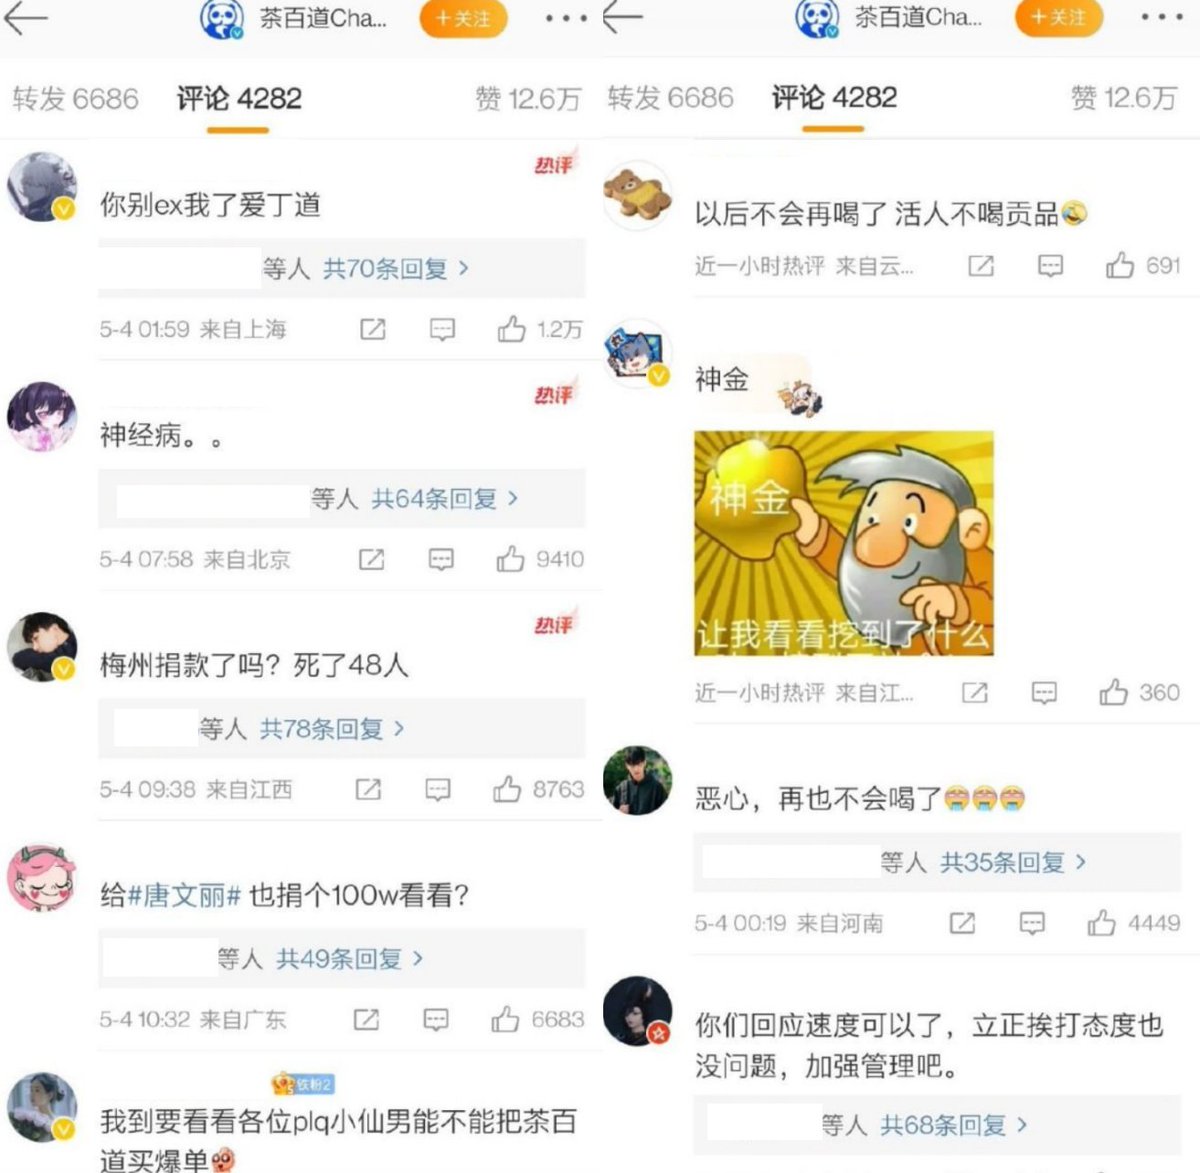 茶百道Cha...
+关注
转发 6686
评论 4282
赞 12.6万
热评
你别ex我了爱丁道
等人 共70条回复 >
5-4 01:59 来自上海
1.2万
热评
神经病。。
等人 共64条回复 >
5-4 07:58 来自北京
9410
热评
梅州捐款了吗？死了48人
等人 共78条回复 >
5-4 09:38 来自江西
8763
给#唐文丽# 也捐个100w看看？
等人 共49条回复 >
5-4 10:32 来自广东
6683
铁粉2
我到要看看各位plq小仙男能不能把茶百
道买爆单
茶百道Cha...
+关注
转发 6686
评论 4282
赞 12.6万
以后不会再喝了 活人不喝贡品
近一小时热评 来自云...
691
神金
神金
让我看看挖到了什么
近一小时热评 来自江...
360
恶心，再也不会喝了
等人 共35条回复 >
5-4 00:19 来自河南
4449
你们回应速度可以了，立正挨打态度也
没问题，加强管理吧。
等人 共68条回复 >